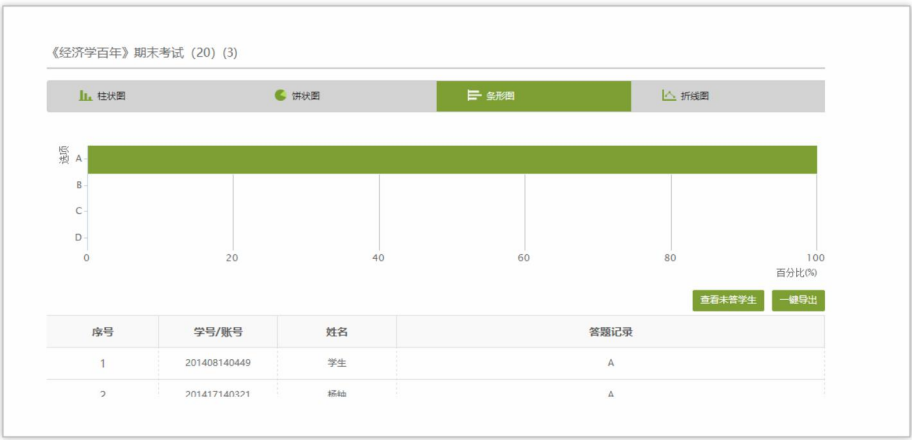 《经济学百年》期末考试（20）(3)
柱状图 饼状图 条形图 折线图
选项
A
B
C
D
0 20 40 60 80 100
百分比(%)
查看未答学生 一键导出
序号 学号/账号 姓名 答题记录
1 201408140449 学生 A
2 201417140321 A